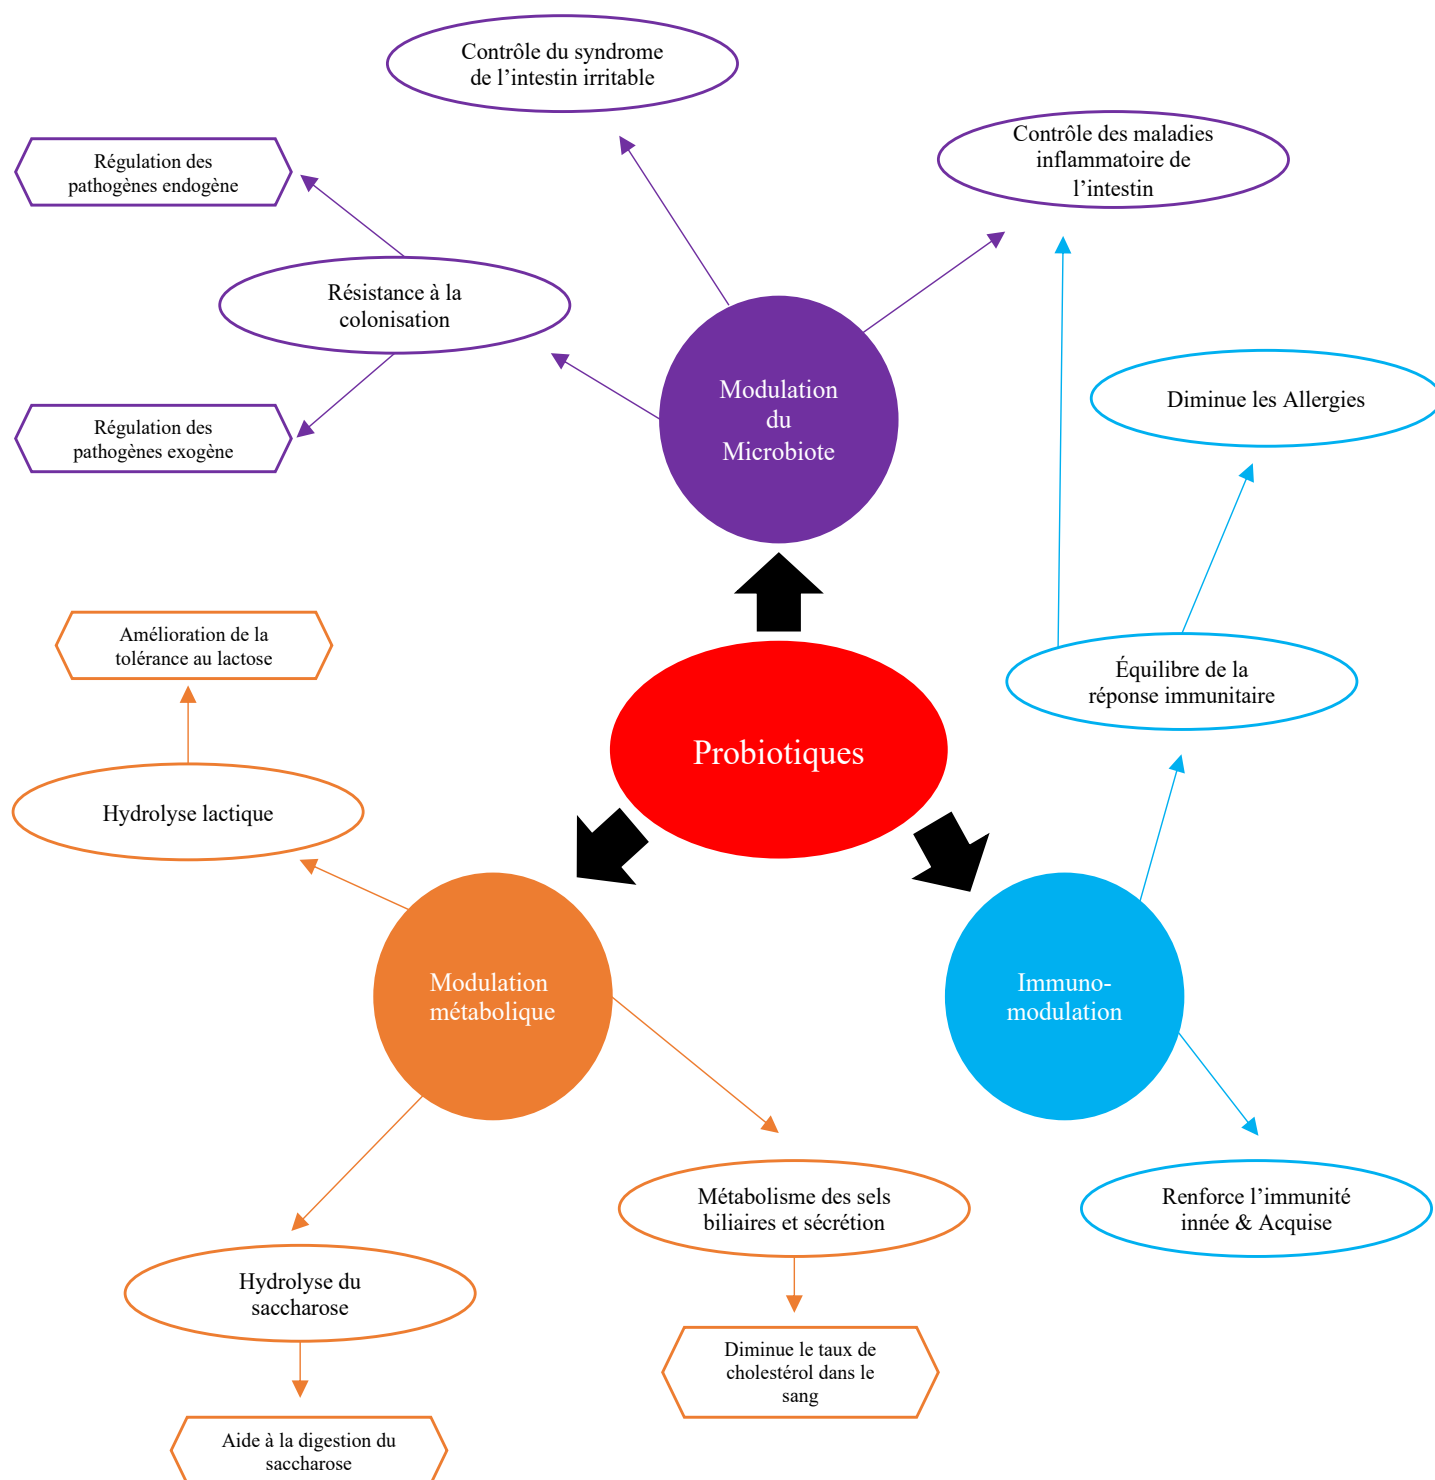 Contrôle du syndrome
de l’intestin irritable
Contrôle des maladies
inflammatoire de
l’intestin
Régulation des
pathogènes endogène
Résistance à la
colonisation
Régulation des
pathogènes exogène
Modulation
du
Microbiote
Diminue les Allergies
Amélioration de la
tolérance au lactose
Équilibre de la
réponse immunitaire
Probiotiques
Hydrolyse lactique
Modulation
métabolique
Immuno-
modulation
Métabolisme des sels
biliaires et sécrétion
Renforce l’immunité
innée & Acquise
Hydrolyse du
saccharose
Diminue le taux de
cholestérol dans le
sang
Aide à la digestion du
saccharose